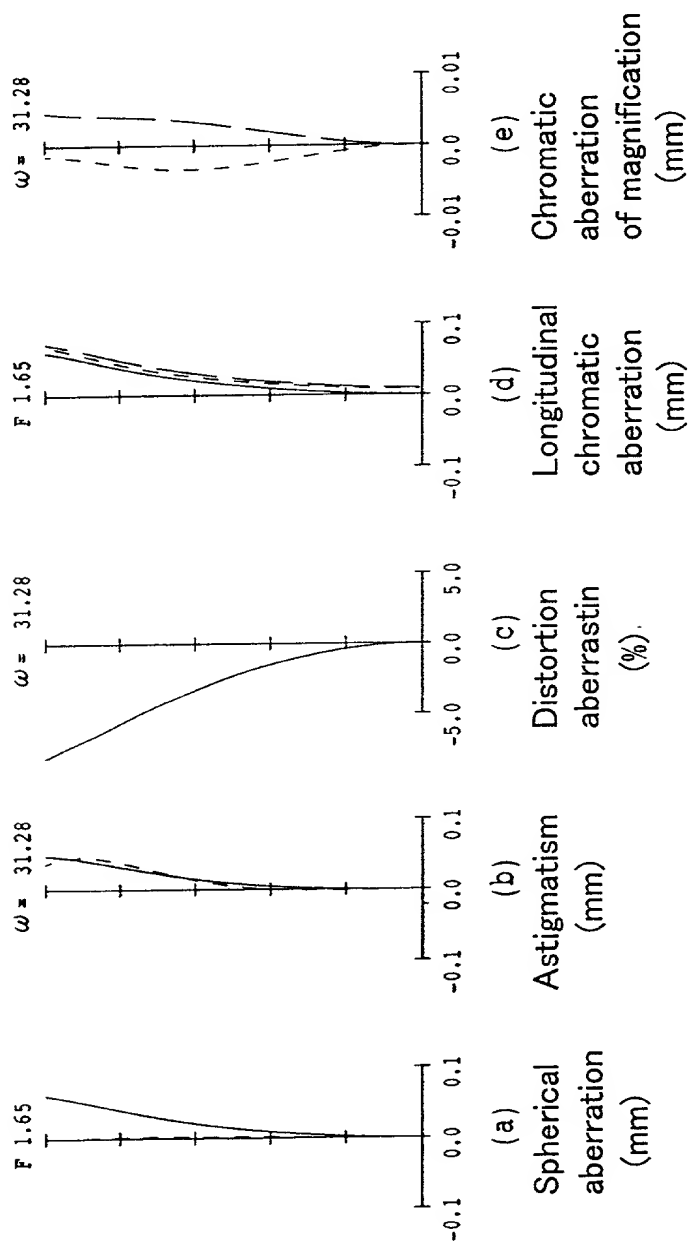 F 1.65
-0.1 0.0 0.1
(a)
Spherical
aberration
(mm)
ω= 31.28
-0.1 0.0 0.1
(b)
Astigmatism
(mm)
ω= 31.28
-5.0 0.0 5.0
(c)
Distortion
aberrastin
(%).
F 1.65
-0.1 0.0 0.1
(d)
Longitudinal
chromatic
aberration
(mm)
ω= 31.28
-0.01 0.0 0.01
(e)
Chromatic
aberration
of magnification
(mm)